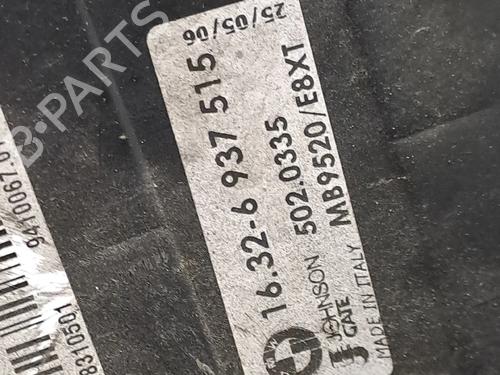 25/05/06
16.32-6 937 515
502.0335
MB9520/E8XT
BMW
JOHNSON
GATE
MADE IN ITALY
8310501
B-PARTS